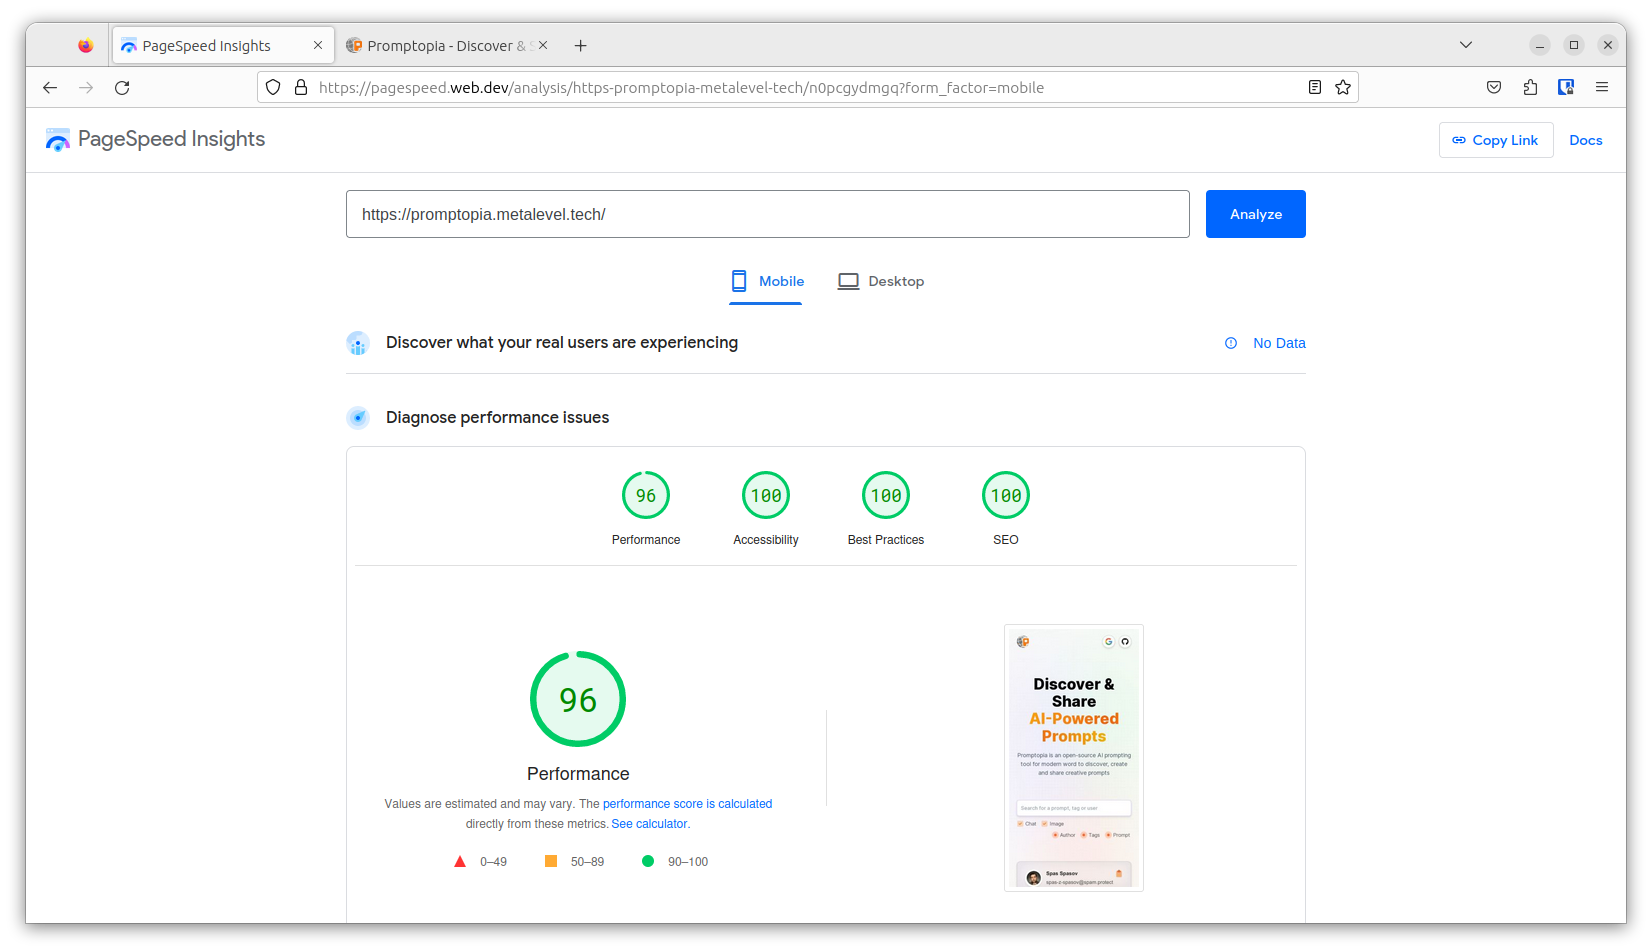 PageSpeed Insights
Promptopia - Discover & S
https://pagespeed.web.dev/analysis/https-promptopia-metalevel-tech/n0pcgydmgq?form_factor=mobile
PageSpeed Insights
Copy Link
Docs
https://promptopia.metalevel.tech/
Analyze
Mobile
Desktop
Discover what your real users are experiencing
No Data
Diagnose performance issues
96
100
100
100
Performance
Accessibility
Best Practices
SEO
96
Performance
Values are estimated and may vary. The performance score is calculated
directly from these metrics. See calculator.
0–49
50–89
90–100
Discover &
Share
AI-Powered
Prompts
Promptopia is an open-source AI prompting
tool for modern word to discover, create
and share creative prompts
Search for a prompt, tag or user
Chat
Image
Author
Tags
Prompt
Spas Spasov
spas-z-spasov@spam.protect